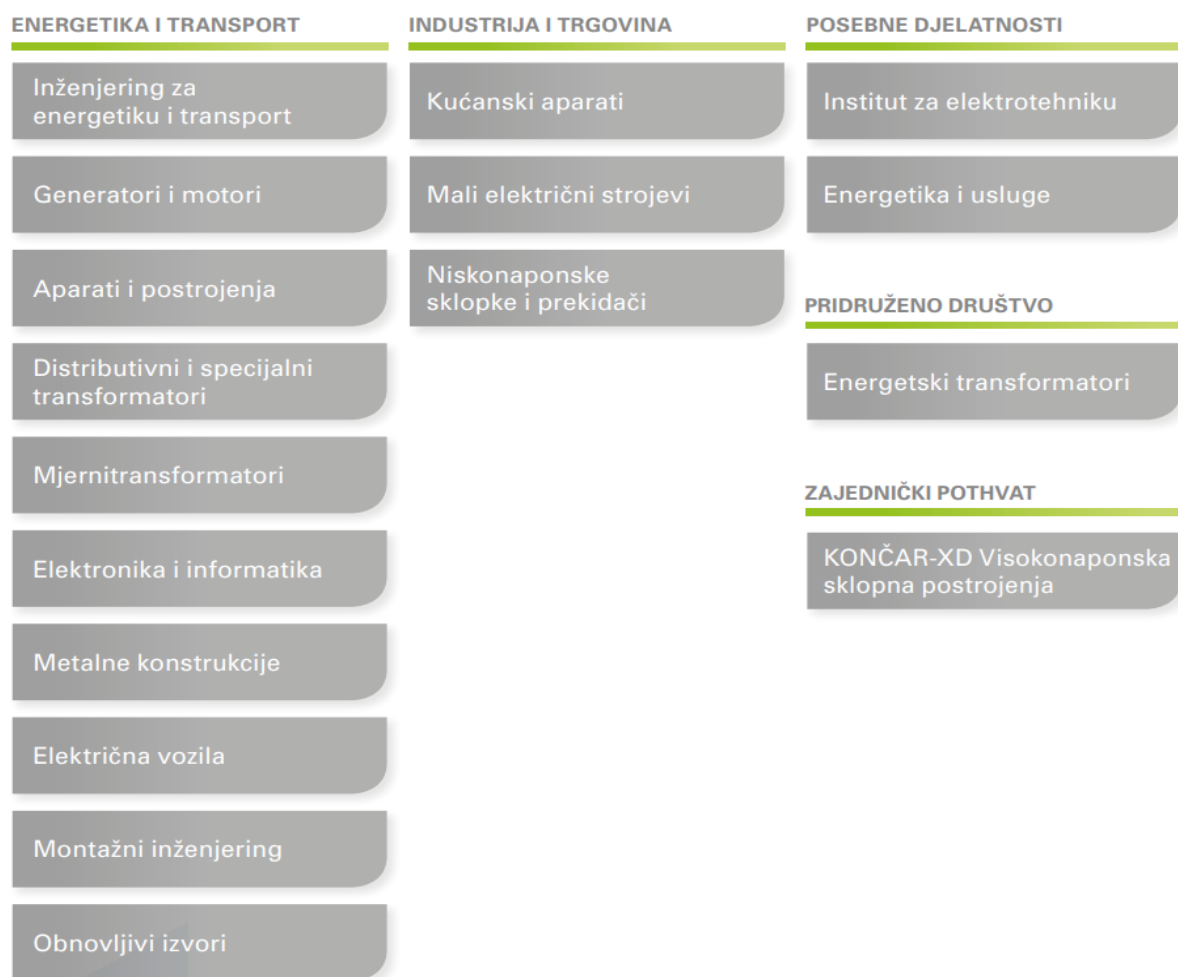 ENERGETIKA I TRANSPORT
Inženjering za
energetiku i transport
Generatori i motori
Aparati i postrojenja
Distributivni i specijalni
transformatori
Mjernitransformatori
Elektronika i informatika
Metalne konstrukcije
Električna vozila
Montažni inženjering
Obnovljivi izvori
INDUSTRIJA I TRGOVINA
Kućanski aparati
Mali električni strojevi
Niskonaponske
sklopke i prekidači
POSEBNE DJELATNOSTI
Institut za elektrotehniku
Energetika i usluge
PRIDRUŽENO DRUŠTVO
Energetski transformatori
ZAJEDNIČKI POTHVAT
KONČAR-XD Visokonaponska
sklopna postrojenja